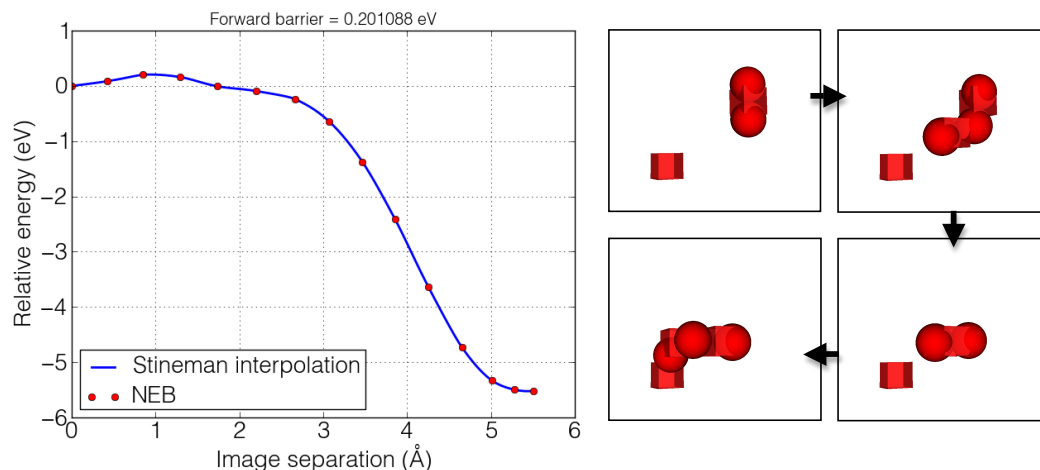 Forward barrier = 0.201088 eV
1
0
−1
−2
−3
−4
−5
−6
Relative energy (eV)
Stineman interpolation
NEB
0 1 2 3 4 5 6
Image separation (Å)